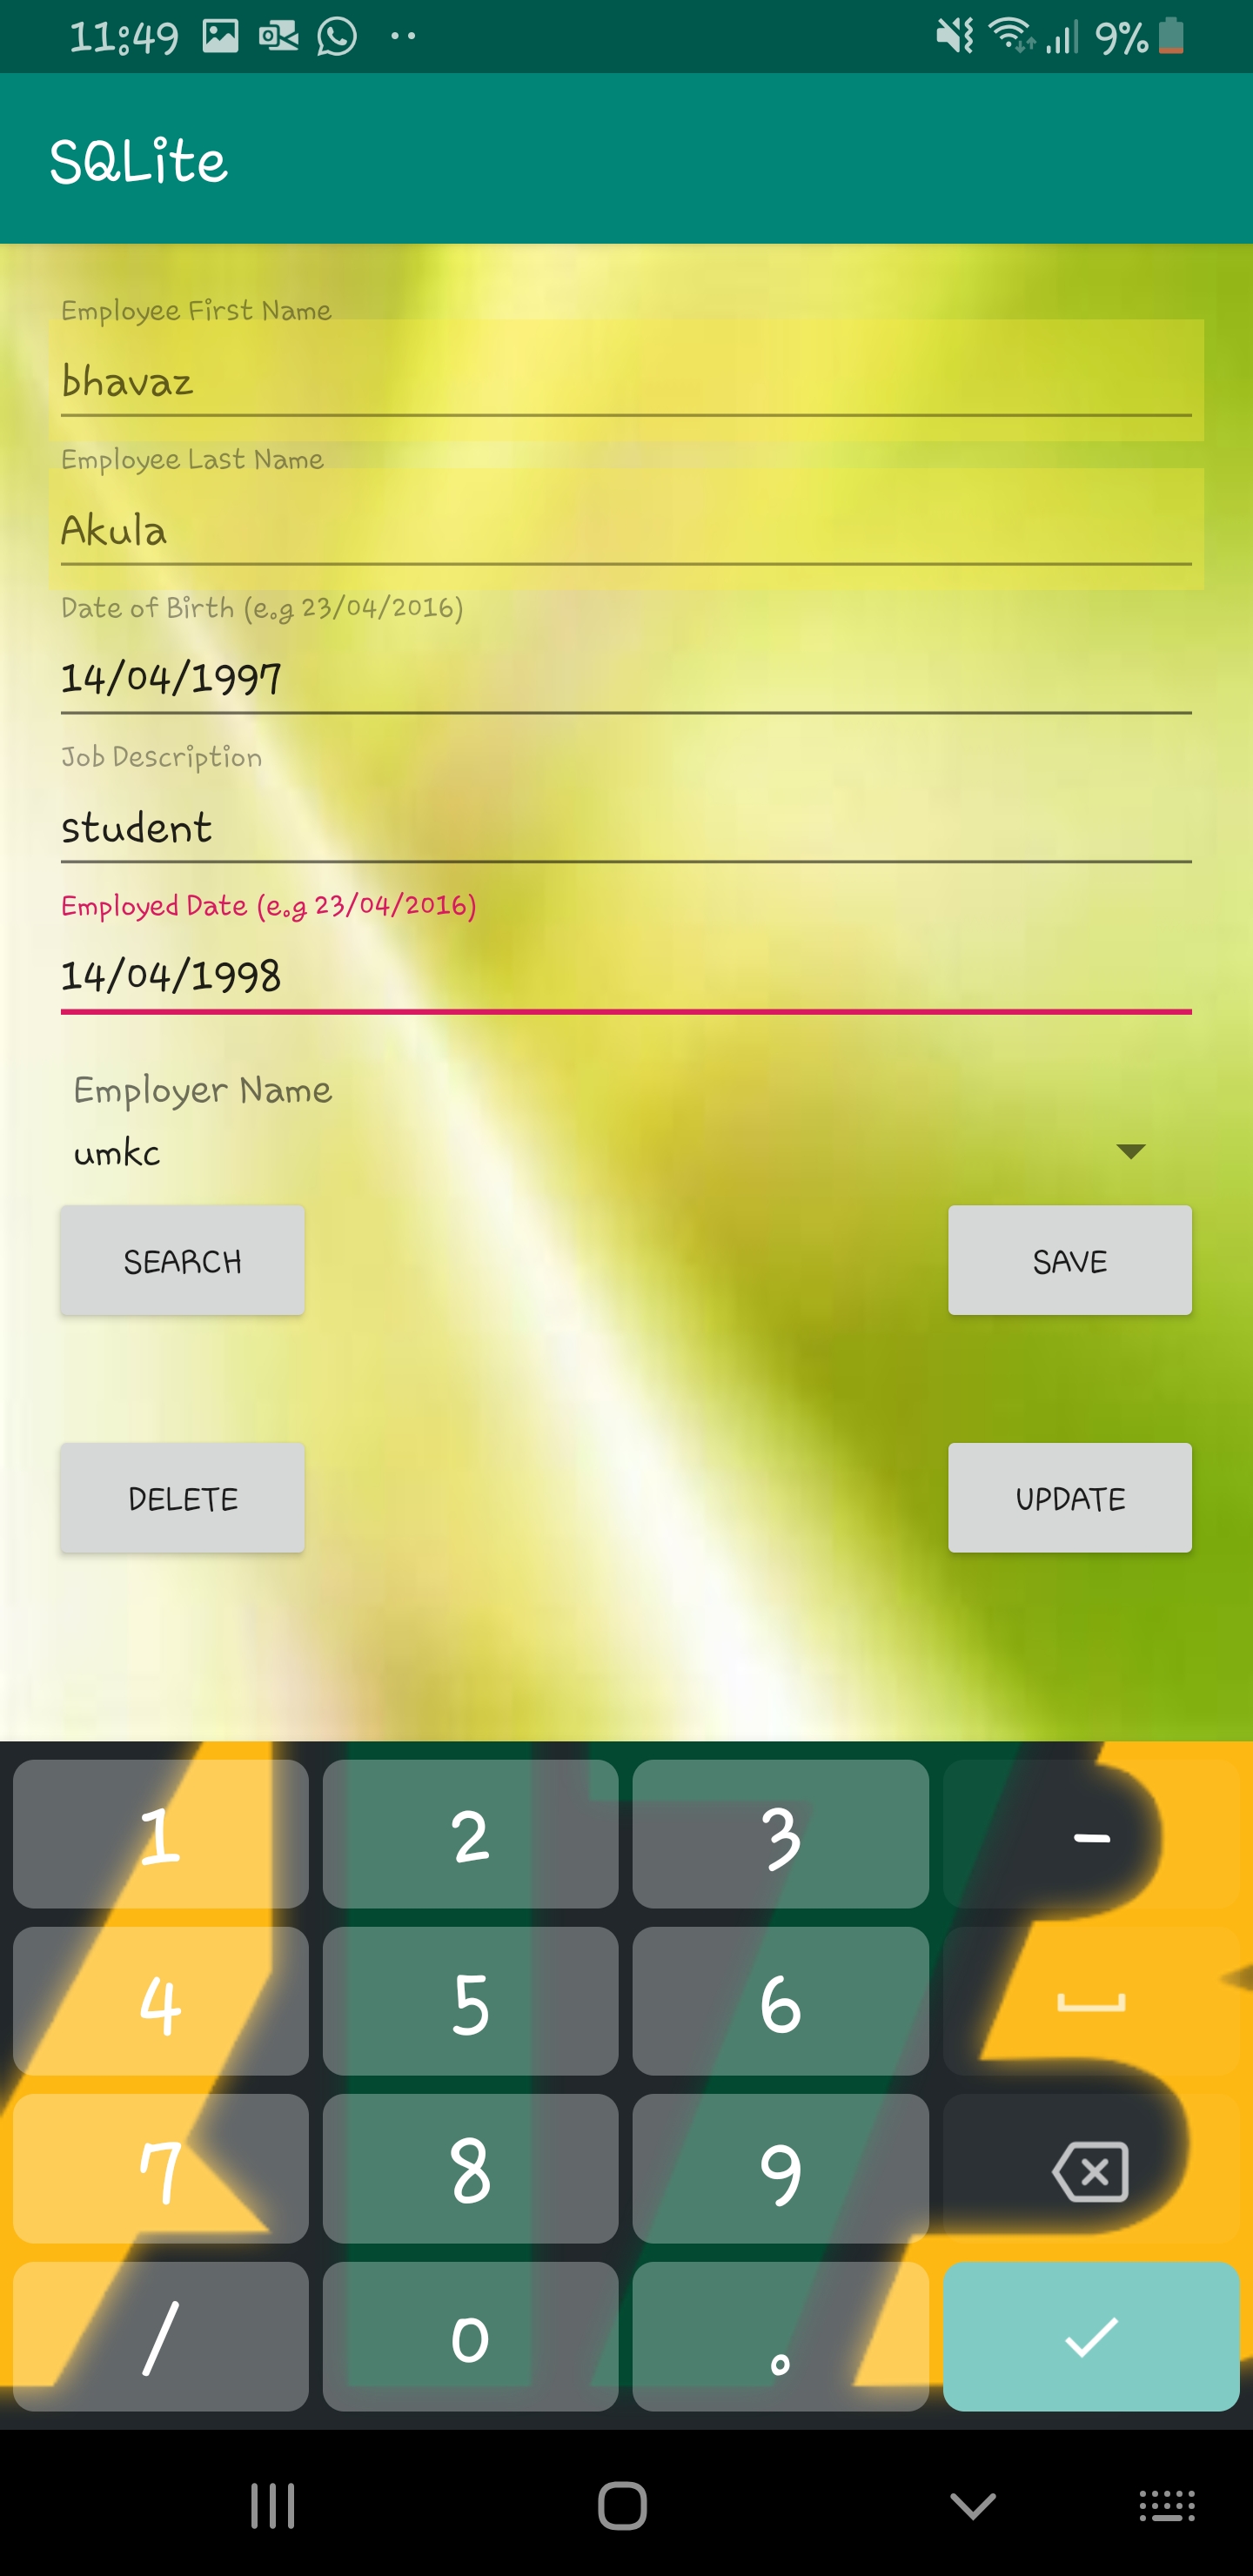 11:49 9%
SQLite
Employee First Name
bhavaz
Employee Last Name
Akula
Date of Birth (e.g 23/04/2016)
14/04/1997
Job Description
student
Employed Date (e.g 23/04/2016)
14/04/1998
Employer Name
umkc
SEARCH SAVE
DELETE UPDATE
1 2 3 -
4 5 6
7 8 9
/ 0 .